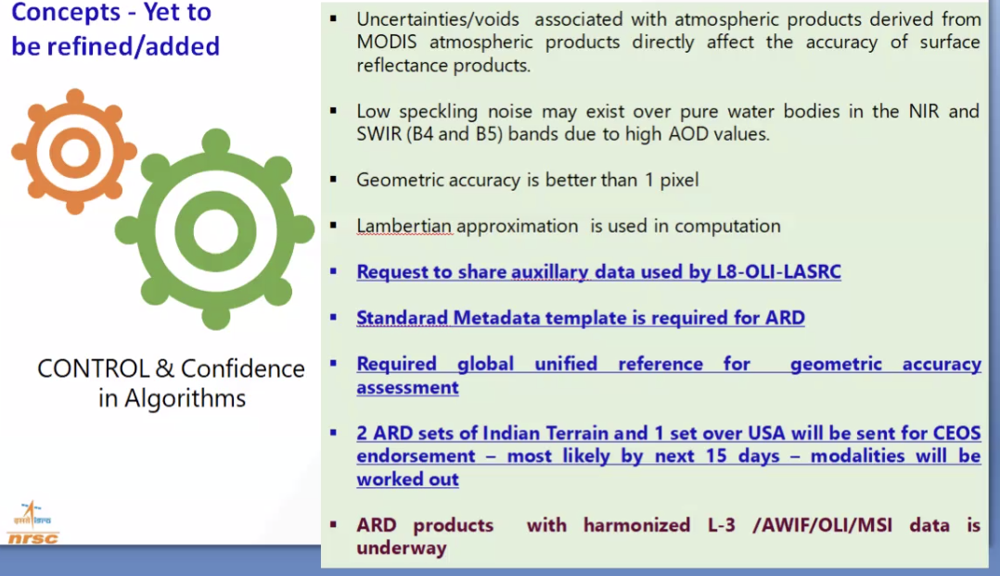 Concepts - Yet to
be refined/added
CONTROL & Confidence
in Algorithms
इसरो isro
nrsc
▪ Uncertainties/voids associated with atmospheric products derived from
MODIS atmospheric products directly affect the accuracy of surface
reflectance products.
▪ Low speckling noise may exist over pure water bodies in the NIR and
SWIR (B4 and B5) bands due to high AOD values.
▪ Geometric accuracy is better than 1 pixel
▪ Lambertian approximation is used in computation
▪ Request to share auxillary data used by L8-OLI-LASRC
▪ Standarad Metadata template is required for ARD
▪ Required global unified reference for geometric accuracy
assessment
▪ 2 ARD sets of Indian Terrain and 1 set over USA will be sent for CEOS
endorsement – most likely by next 15 days – modalities will be
worked out
▪ ARD products with harmonized L-3 /AWIF/OLI/MSI data is
underway